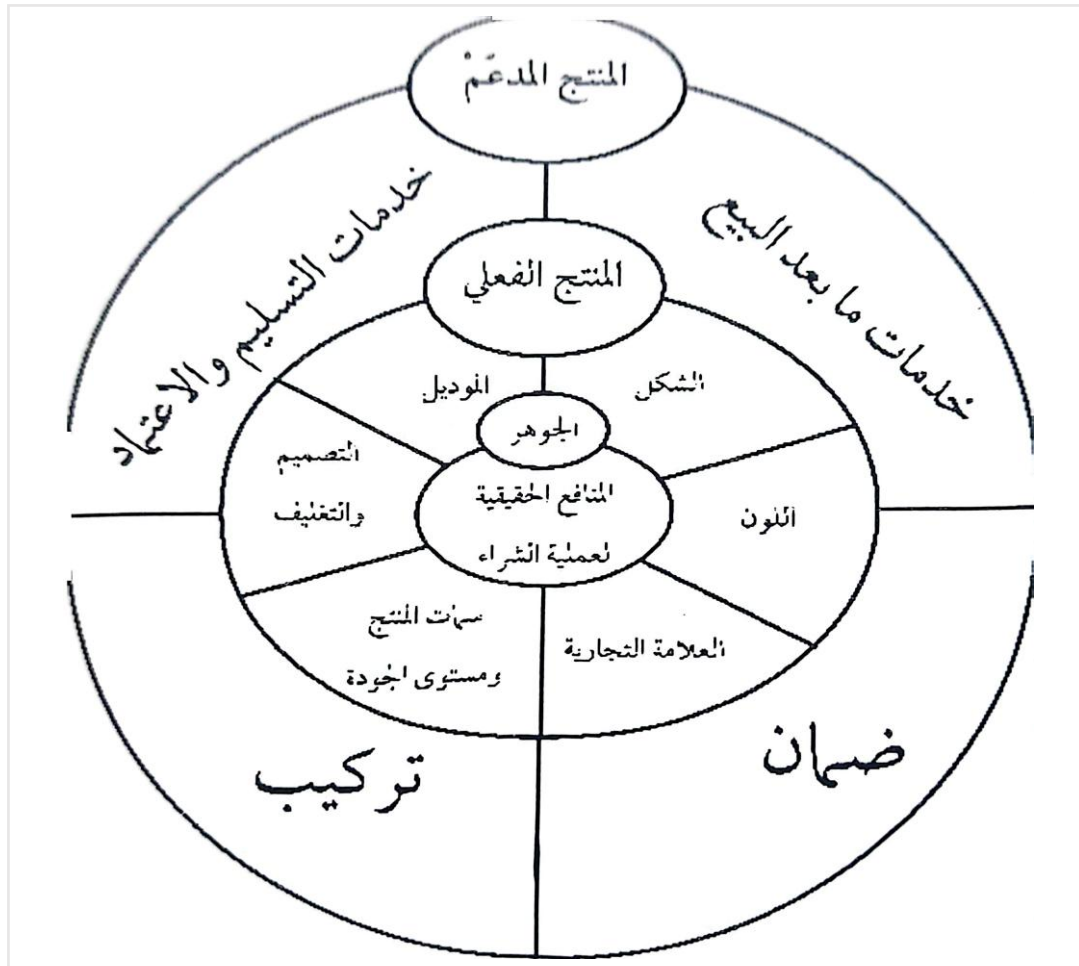 المنتج المدعّمْ
خدمات ما بعد البيع
خدمات التسليم والاعتماد
المنتج الفعلي
الشكل
الموديل
الجوهر
التصميم
والتغليف
المنافع الحقيقية
لعملية الشراء
اللون
سمات المنتج
ومستوى الجودة
العلامة التجارية
ضمان
تركيب